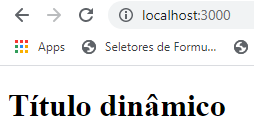 localhost:3000
Apps
Seletores de Formu...
Título dinâmico